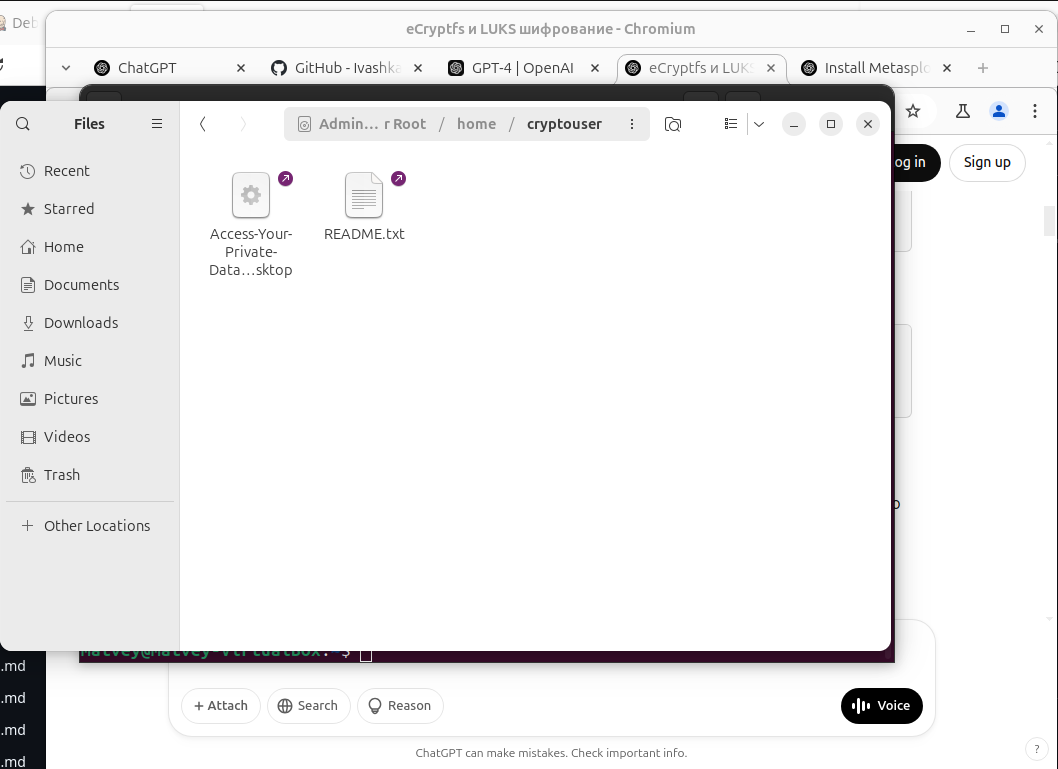 Deb
eCryptfs и LUKS шифрование - Chromium
ChatGPT
GitHub - Ivashka
GPT-4 | OpenAI
eCryptfs и LUKS
Install Metasplo
Files
Admin… r Root / home / cryptouser
og in
Sign up
Recent
Starred
Home
Documents
Downloads
Music
Pictures
Videos
Trash
Other Locations
Access-Your-
Private-
Data…sktop
README.txt
matvey@matvey-VirtualBox:~$
.md
.md
.md
.md
Attach
Search
Reason
Voice
ChatGPT can make mistakes. Check important info.
?